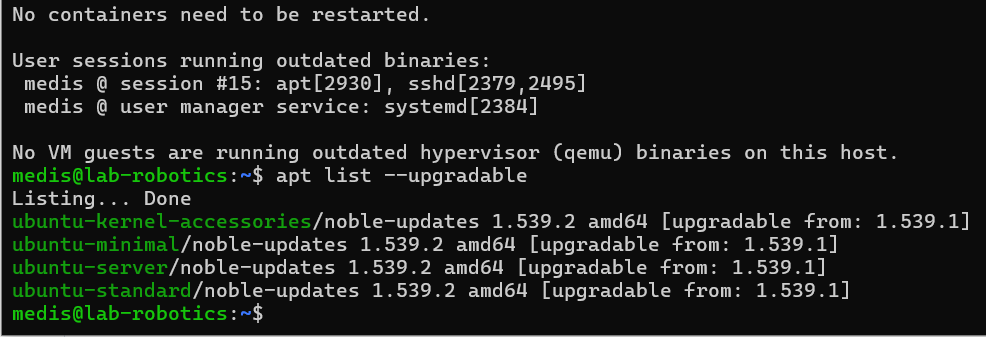 No containers need to be restarted.
User sessions running outdated binaries:
medis @ session #15: apt[2930], sshd[2379,2495]
medis @ user manager service: systemd[2384]
No VM guests are running outdated hypervisor (qemu) binaries on this host.
medis@lab-robotics:~$ apt list --upgradable
Listing... Done
ubuntu-kernel-accessories/noble-updates 1.539.2 amd64 [upgradable from: 1.539.1]
ubuntu-minimal/noble-updates 1.539.2 amd64 [upgradable from: 1.539.1]
ubuntu-server/noble-updates 1.539.2 amd64 [upgradable from: 1.539.1]
ubuntu-standard/noble-updates 1.539.2 amd64 [upgradable from: 1.539.1]
medis@lab-robotics:~$